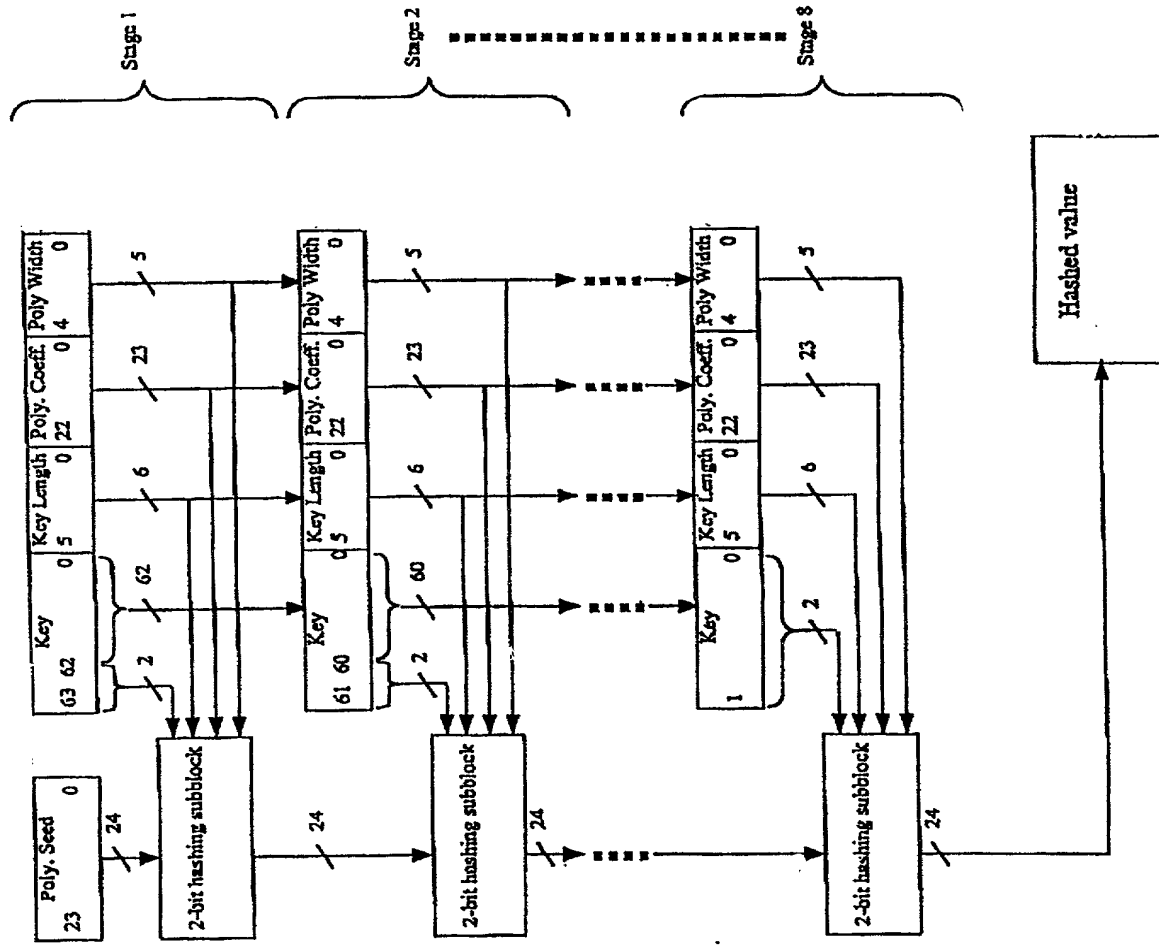 Stage 1
Stage 2
Stage 8
Poly. Seed
23 0
24
Key
63 62 0
Key Length
5 0
Poly. Coeff.
22 0
Poly Width
4 0
2
62
6
23
5
2-bit hashing subblock
24
Key
61 60 0
Key Length
5 0
Poly. Coeff.
22 0
Poly Width
4 0
2
60
6
23
5
2-bit hashing subblock
24
Key
1 0
Key Length
5 0
Poly. Coeff.
22 0
Poly Width
4 0
2
6
23
5
2-bit hashing subblock
24
Hashed value